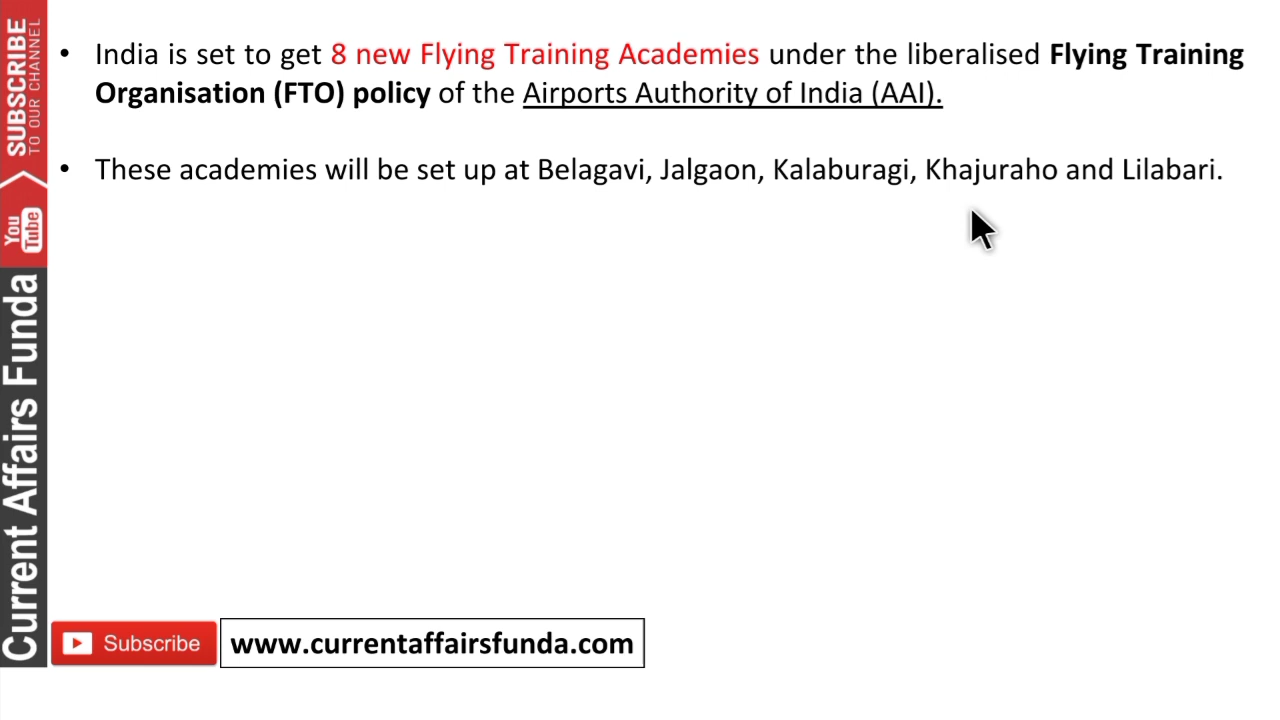 • India is set to get 8 new Flying Training Academies under the liberalised Flying Training
Organisation (FTO) policy of the Airports Authority of India (AAI).
• These academies will be set up at Belagavi, Jalgaon, Kalaburagi, Khajuraho and Lilabari.
SUBSCRIBE
TO OUR CHANNEL
You
Tube
Current Affairs Funda
Subscribe
www.currentaffairsfunda.com